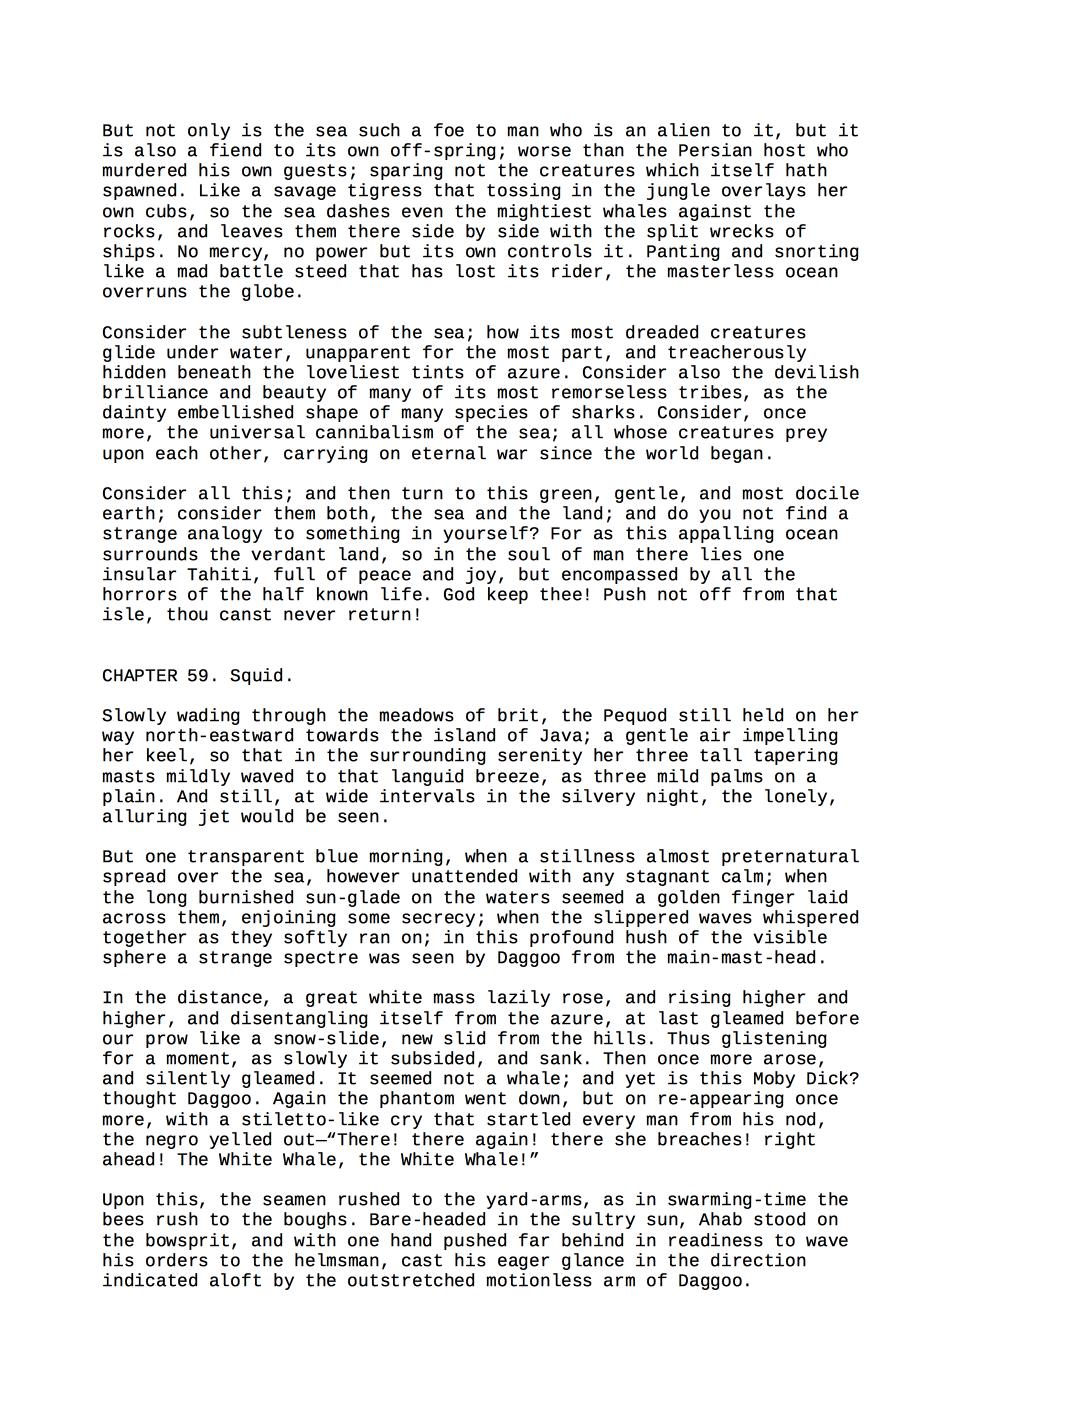 But not only is the sea such a foe to man who is an alien to it, but it
is also a fiend to its own off-spring; worse than the Persian host who
murdered his own guests; sparing not the creatures which itself hath
spawned. Like a savage tigress that tossing in the jungle overlays her
own cubs, so the sea dashes even the mightiest whales against the
rocks, and leaves them there side by side with the split wrecks of
ships. No mercy, no power but its own controls it. Panting and snorting
like a mad battle steed that has lost its rider, the masterless ocean
overruns the globe.

Consider the subtleness of the sea; how its most dreaded creatures
glide under water, unapparent for the most part, and treacherously
hidden beneath the loveliest tints of azure. Consider also the devilish
brilliance and beauty of many of its most remorseless tribes, as the
dainty embellished shape of many species of sharks. Consider, once
more, the universal cannibalism of the sea; all whose creatures prey
upon each other, carrying on eternal war since the world began.

Consider all this; and then turn to this green, gentle, and most docile
earth; consider them both, the sea and the land; and do you not find a
strange analogy to something in yourself? For as this appalling ocean
surrounds the verdant land, so in the soul of man there lies one
insular Tahiti, full of peace and joy, but encompassed by all the
horrors of the half known life. God keep thee! Push not off from that
isle, thou canst never return!

CHAPTER 59. Squid.

Slowly wading through the meadows of brit, the Pequod still held on her
way north-eastward towards the island of Java; a gentle air impelling
her keel, so that in the surrounding serenity her three tall tapering
masts mildly waved to that languid breeze, as three mild palms on a
plain. And still, at wide intervals in the silvery night, the lonely,
alluring jet would be seen.

But one transparent blue morning, when a stillness almost preternatural
spread over the sea, however unattended with any stagnant calm; when
the long burnished sun-glade on the waters seemed a golden finger laid
across them, enjoining some secrecy; when the slippered waves whispered
together as they softly ran on; in this profound hush of the visible
sphere a strange spectre was seen by Daggoo from the main-mast-head.

In the distance, a great white mass lazily rose, and rising higher and
higher, and disentangling itself from the azure, at last gleamed before
our prow like a snow-slide, new slid from the hills. Thus glistening
for a moment, as slowly it subsided, and sank. Then once more arose,
and silently gleamed. It seemed not a whale; and yet is this Moby Dick?
thought Daggoo. Again the phantom went down, but on re-appearing once
more, with a stiletto-like cry that startled every man from his nod,
the negro yelled out—“There! there again! there she breaches! right
ahead! The White Whale, the White Whale!”

Upon this, the seamen rushed to the yard-arms, as in swarming-time the
bees rush to the boughs. Bare-headed in the sultry sun, Ahab stood on
the bowsprit, and with one hand pushed far behind in readiness to wave
his orders to the helmsman, cast his eager glance in the direction
indicated aloft by the outstretched motionless arm of Daggoo.